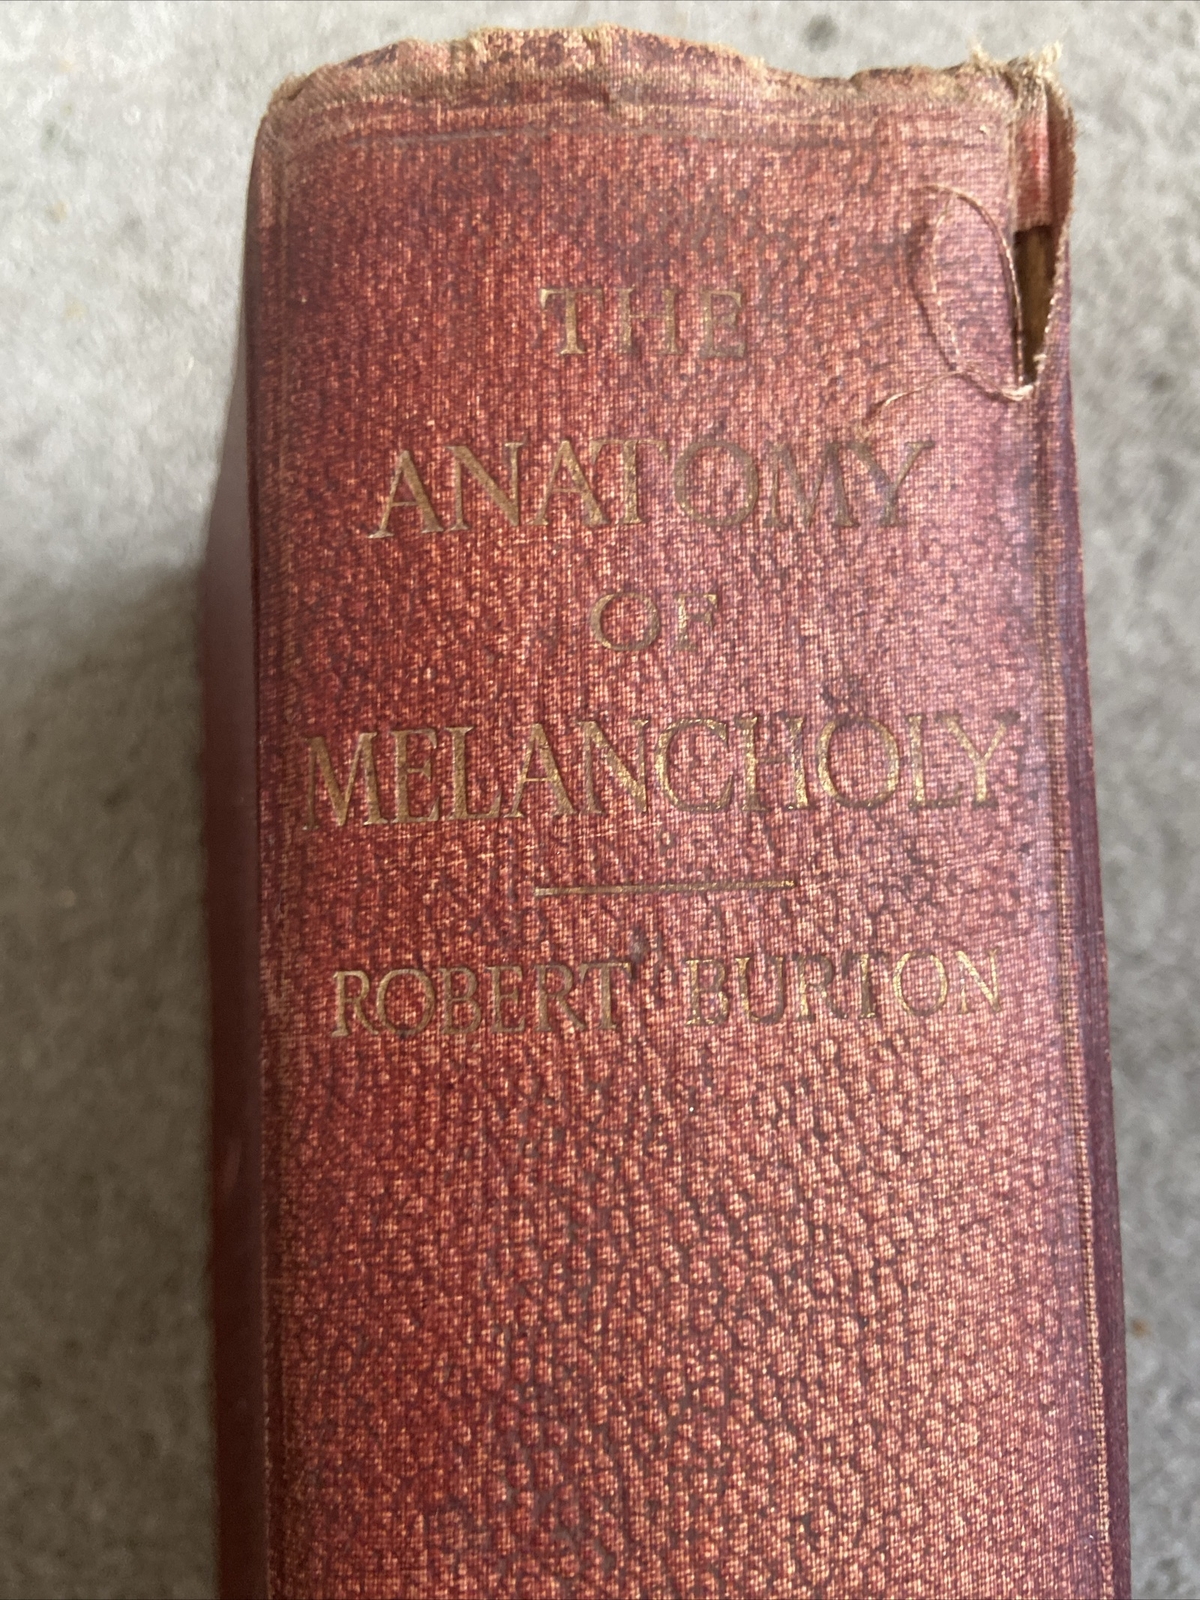 THE
ANATOMY
OF
MELANCHOLY
ROBERT BURTON